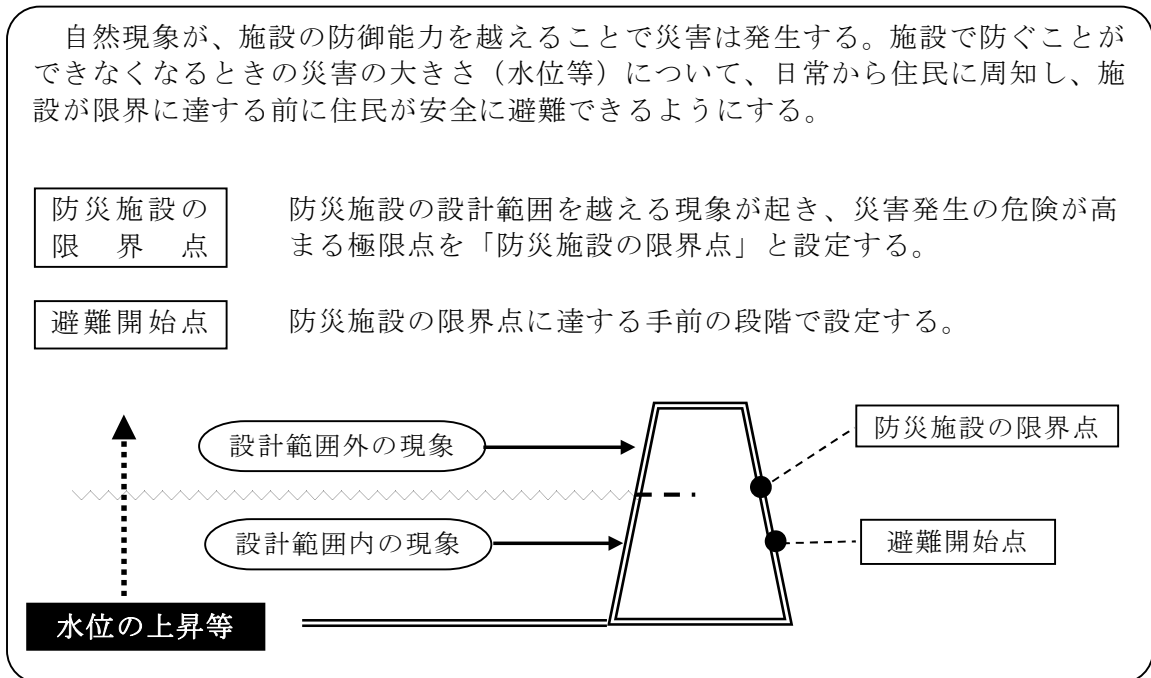 自然現象が、施設の防御能力を越えることで災害は発生する。施設で防ぐことが
できなくなるときの災害の大きさ（水位等）について、日常から住民に周知し、施
設が限界に達する前に住民が安全に避難できるようにする。
防災施設の
限界点
防災施設の設計範囲を越える現象が起き、災害発生の危険が高
まる極限点を「防災施設の限界点」と設定する。
避難開始点
防災施設の限界点に達する手前の段階で設定する。
設計範囲外の現象
防災施設の限界点
設計範囲内の現象
避難開始点
水位の上昇等